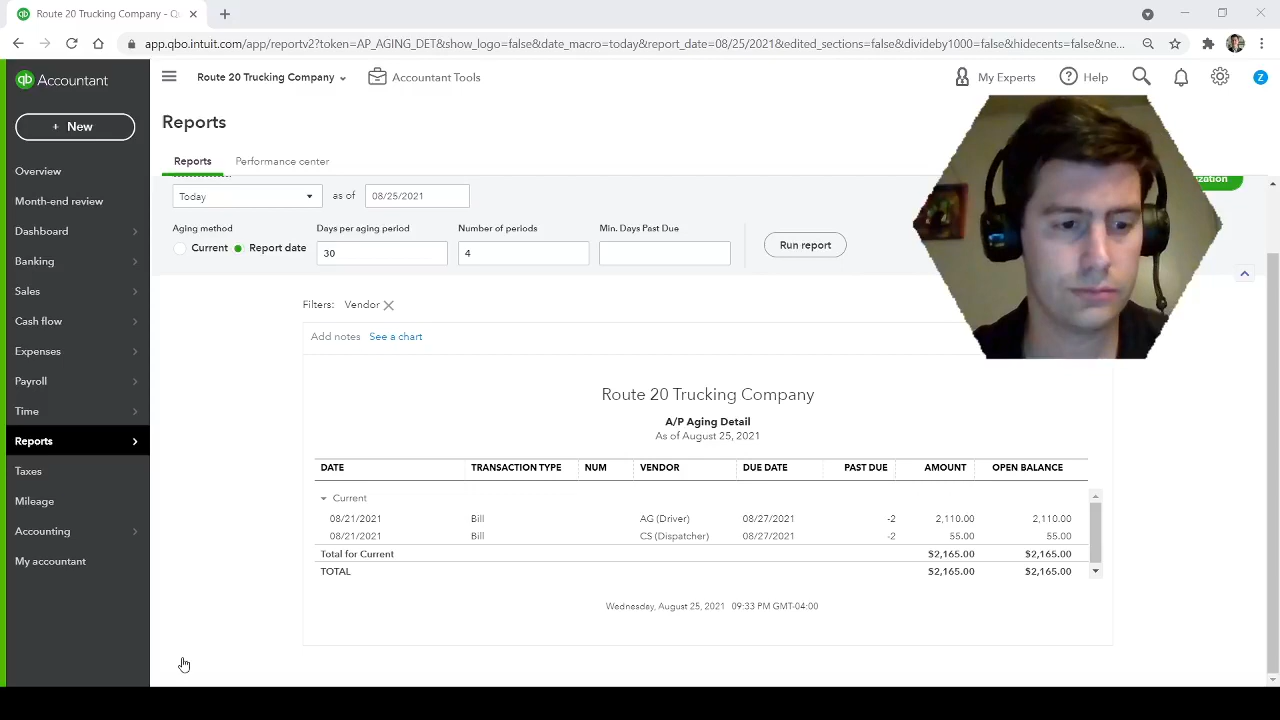 Route 20 Trucking Company - Q
app.qbo.intuit.com/app/reportv2?token=AP_AGING_DET&show_logo=false&date_macro=today&report_date=08/25/2021&edited_sections=false&divideby1000=false&hidecents=false&ne...
qb Accountant
Route 20 Trucking Company
Accountant Tools
My Experts
Help
Z
+ New
Reports
Overview
Month-end review
Dashboard
Banking
Sales
Cash flow
Expenses
Payroll
Time
Reports
Taxes
Mileage
Accounting
My accountant
Reports Performance center
Today as of 08/25/2021
Aging method Days per aging period Number of periods Min. Days Past Due
Current Report date 30 4 Run report
Filters: Vendor
Add notes See a chart
Route 20 Trucking Company
A/P Aging Detail
As of August 25, 2021
DATE TRANSACTION TYPE NUM VENDOR DUE DATE PAST DUE AMOUNT OPEN BALANCE
Current
08/21/2021 Bill AG (Driver) 08/27/2021 -2 2,110.00 2,110.00
08/21/2021 Bill CS (Dispatcher) 08/27/2021 -2 55.00 55.00
Total for Current $2,165.00 $2,165.00
TOTAL $2,165.00 $2,165.00
Wednesday, August 25, 2021 09:33 PM GMT-04:00